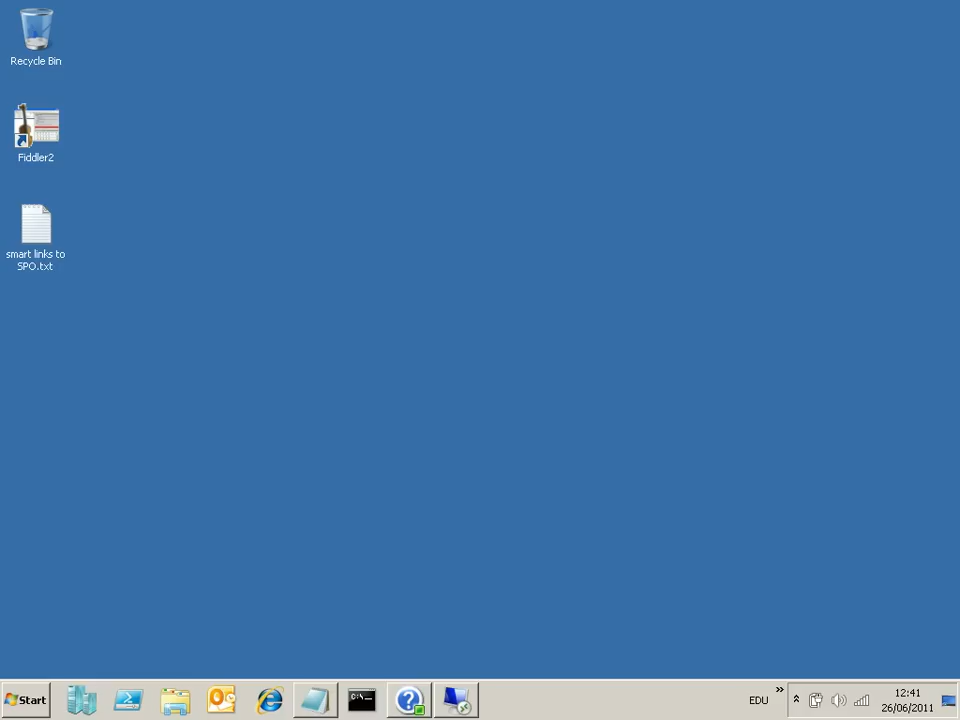 Recycle Bin
Fiddler2
smart links to
SPO.txt
Start
C:\
EDU
12:41
26/06/2011